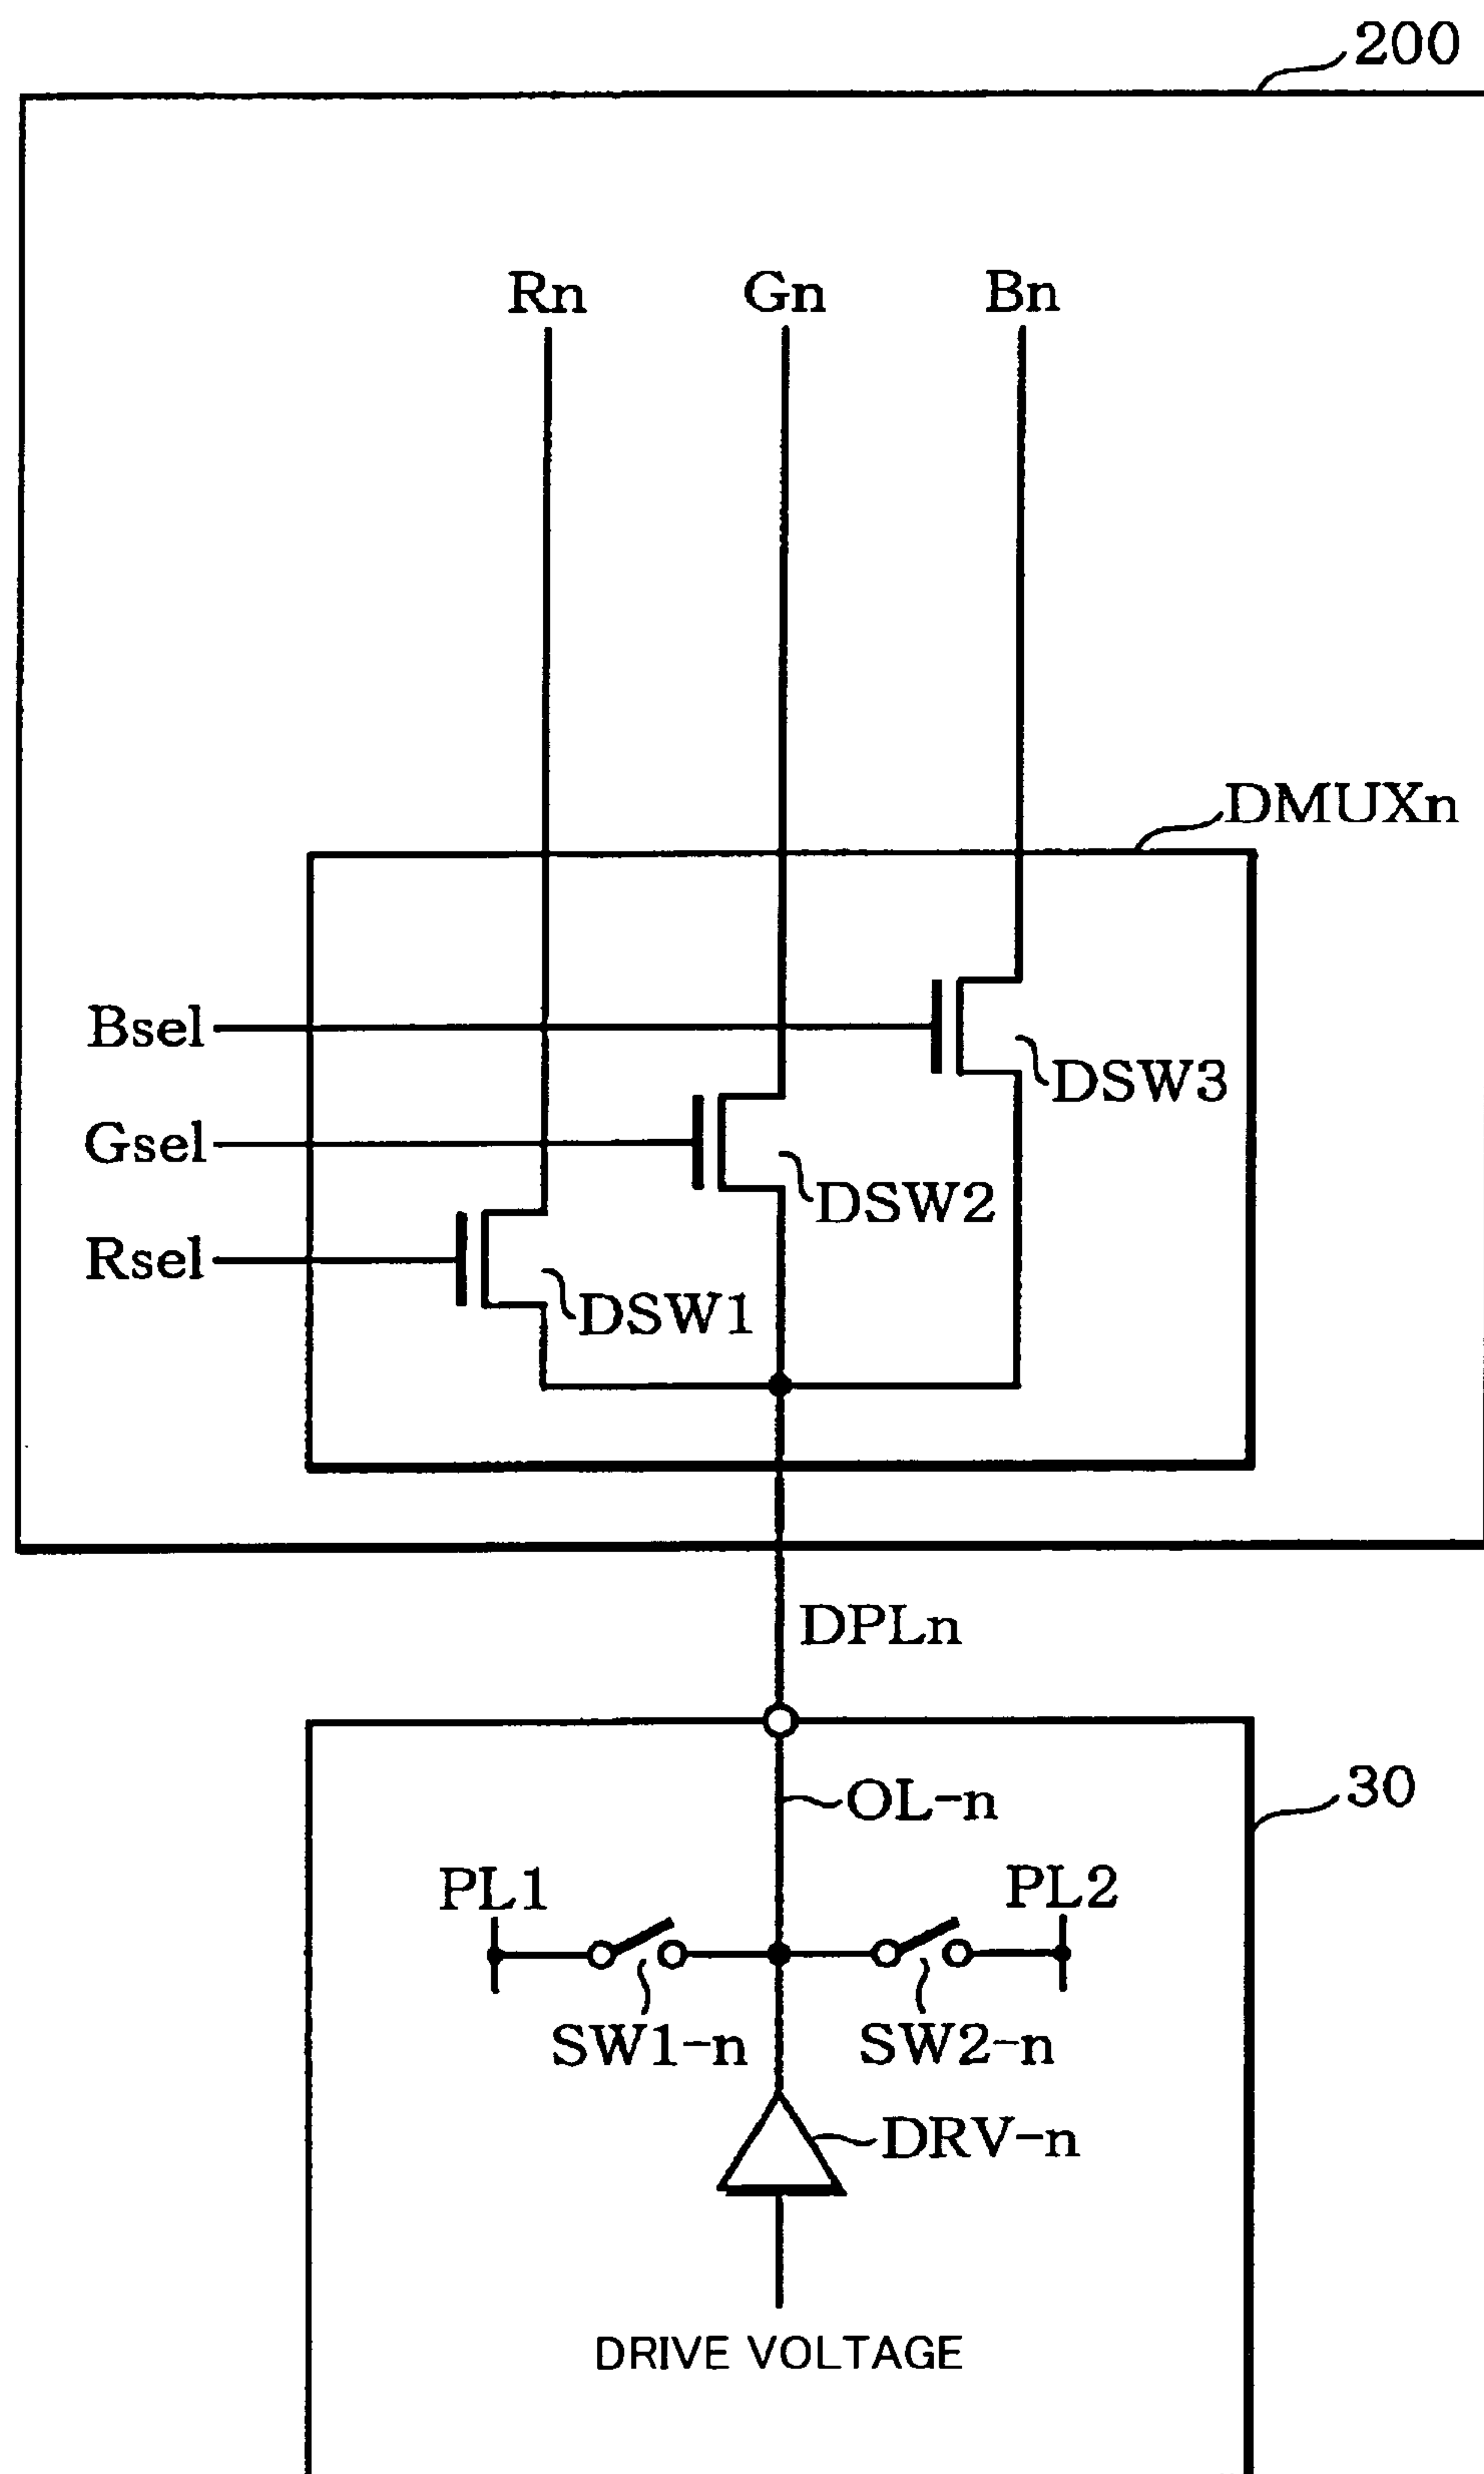 200
Rn Gn Bn
DMUXn
Bsel
DSW3
Gsel
DSW2
Rsel
DSW1
DPLn
30
OL-n
PL1 PL2
SW1-n SW2-n
DRV-n
DRIVE VOLTAGE